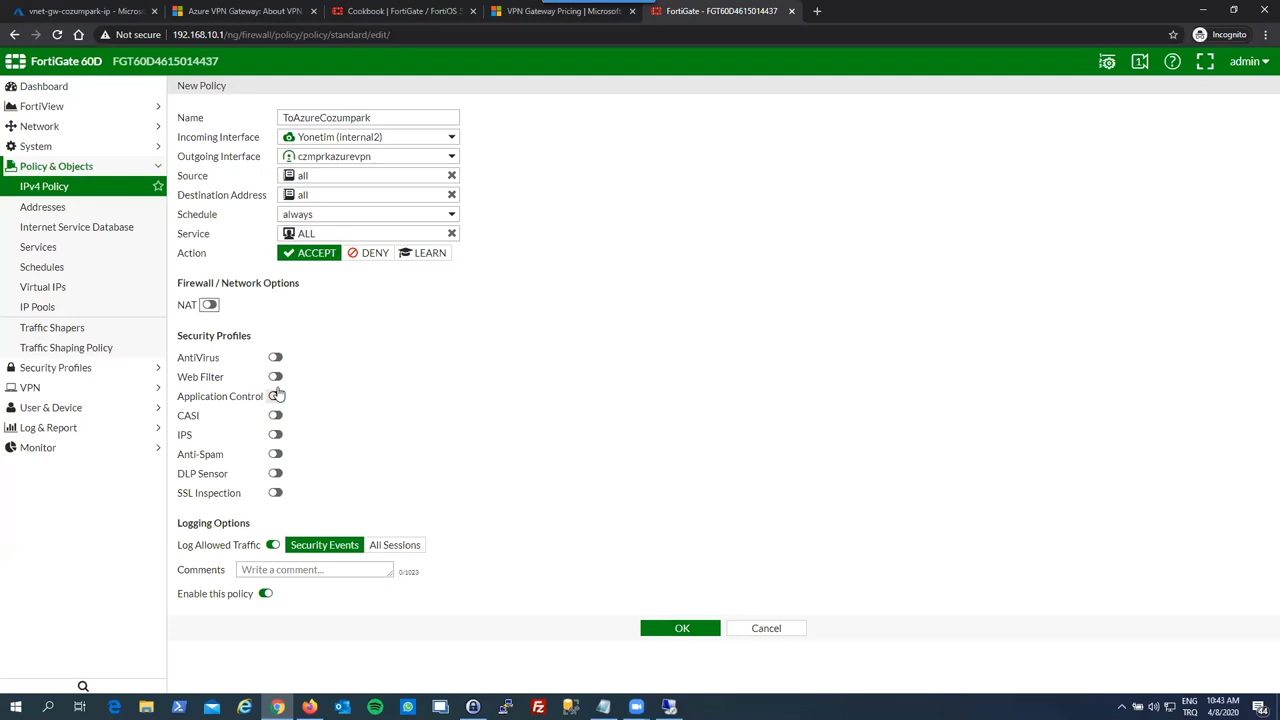 vnet-gw-cozumpark-ip - Micros
Azure VPN Gateway: About VPN
Cookbook | FortiGate / FortiOS
VPN Gateway Pricing | Microsoft
FortiGate - FGT60D4615014437
Not secure 192.168.10.1/ng/firewall/policy/policy/standard/edit/ Incognito
FortiGate 60D FGT60D4615014437 admin
Dashboard
FortiView
Network
System
Policy & Objects
IPv4 Policy
Addresses
Internet Service Database
Services
Schedules
Virtual IPs
IP Pools
Traffic Shapers
Traffic Shaping Policy
Security Profiles
VPN
User & Device
Log & Report
Monitor
New Policy
Name ToAzureCozumpark
Incoming Interface Yonetim (internal2)
Outgoing Interface czmprkazurevpn
Source all
Destination Address all
Schedule always
Service ALL
Action ACCEPT DENY LEARN
Firewall / Network Options
NAT
Security Profiles
AntiVirus
Web Filter
Application Control
CASI
IPS
Anti-Spam
DLP Sensor
SSL Inspection
Logging Options
Log Allowed Traffic Security Events All Sessions
Comments Write a comment... 0/1023
Enable this policy
OK Cancel
ENG 10:43 AM
TRQ 4/8/2020 44